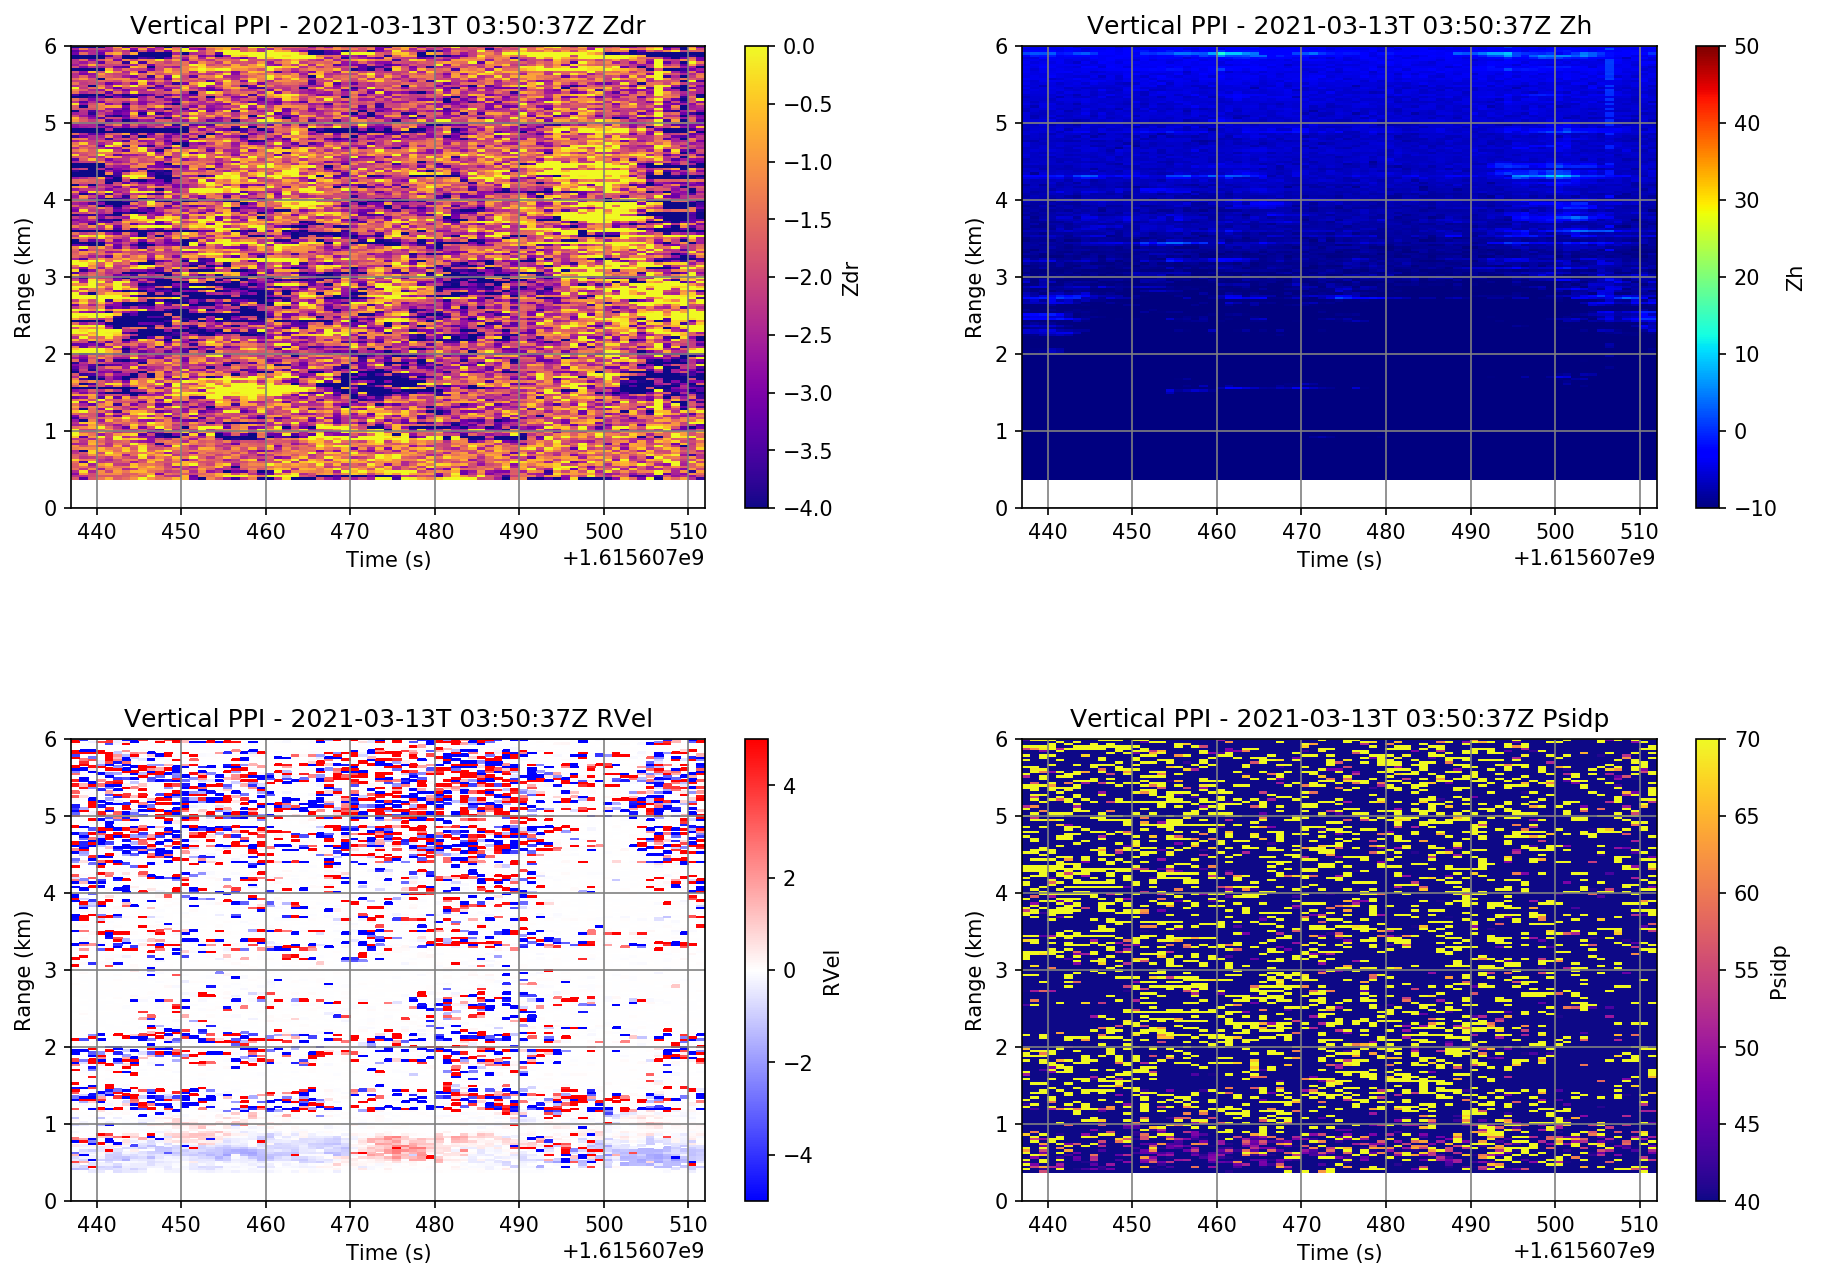 Vertical PPI - 2021-03-13T 03:50:37Z Zdr
6
5
4
3
2
1
0
Range (km)
440 450 460 470 480 490 500 510
Time (s)
+1.615607e9
0.0
−0.5
−1.0
−1.5
−2.0
−2.5
−3.0
−3.5
−4.0
Zdr
Vertical PPI - 2021-03-13T 03:50:37Z Zh
6
5
4
3
2
1
0
Range (km)
440 450 460 470 480 490 500 510
Time (s)
+1.615607e9
50
40
30
20
10
0
−10
Zh
Vertical PPI - 2021-03-13T 03:50:37Z RVel
6
5
4
3
2
1
0
Range (km)
440 450 460 470 480 490 500 510
Time (s)
+1.615607e9
4
2
0
−2
−4
RVel
Vertical PPI - 2021-03-13T 03:50:37Z Psidp
6
5
4
3
2
1
0
Range (km)
440 450 460 470 480 490 500 510
Time (s)
+1.615607e9
70
65
60
55
50
45
40
Psidp